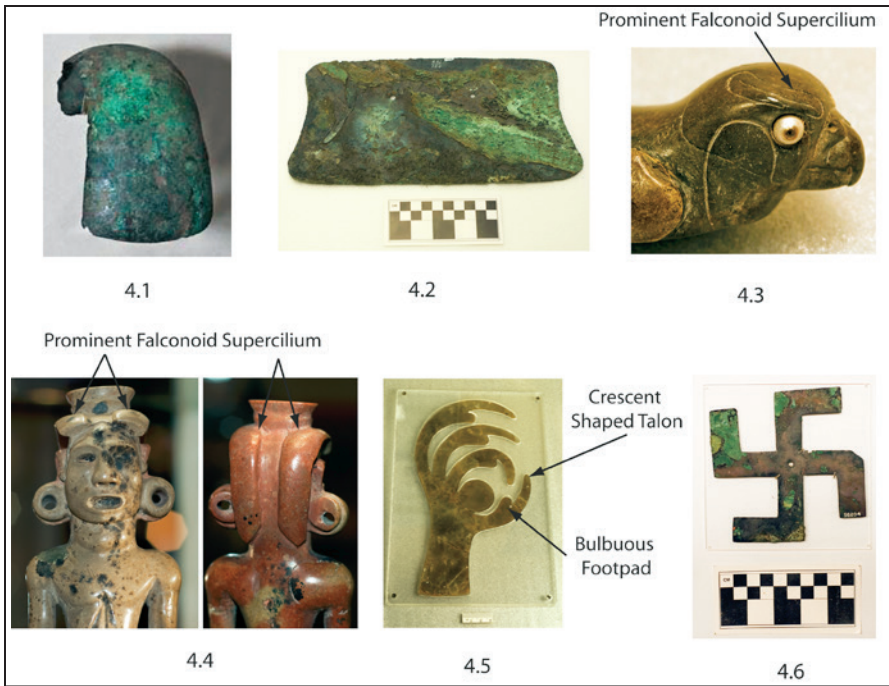 Prominent Falconoid Supercilium
4.1
4.2
4.3
Prominent Falconoid Supercilium
Crescent
Shaped Talon
Bulbuous
Footpad
4.4
4.5
4.6